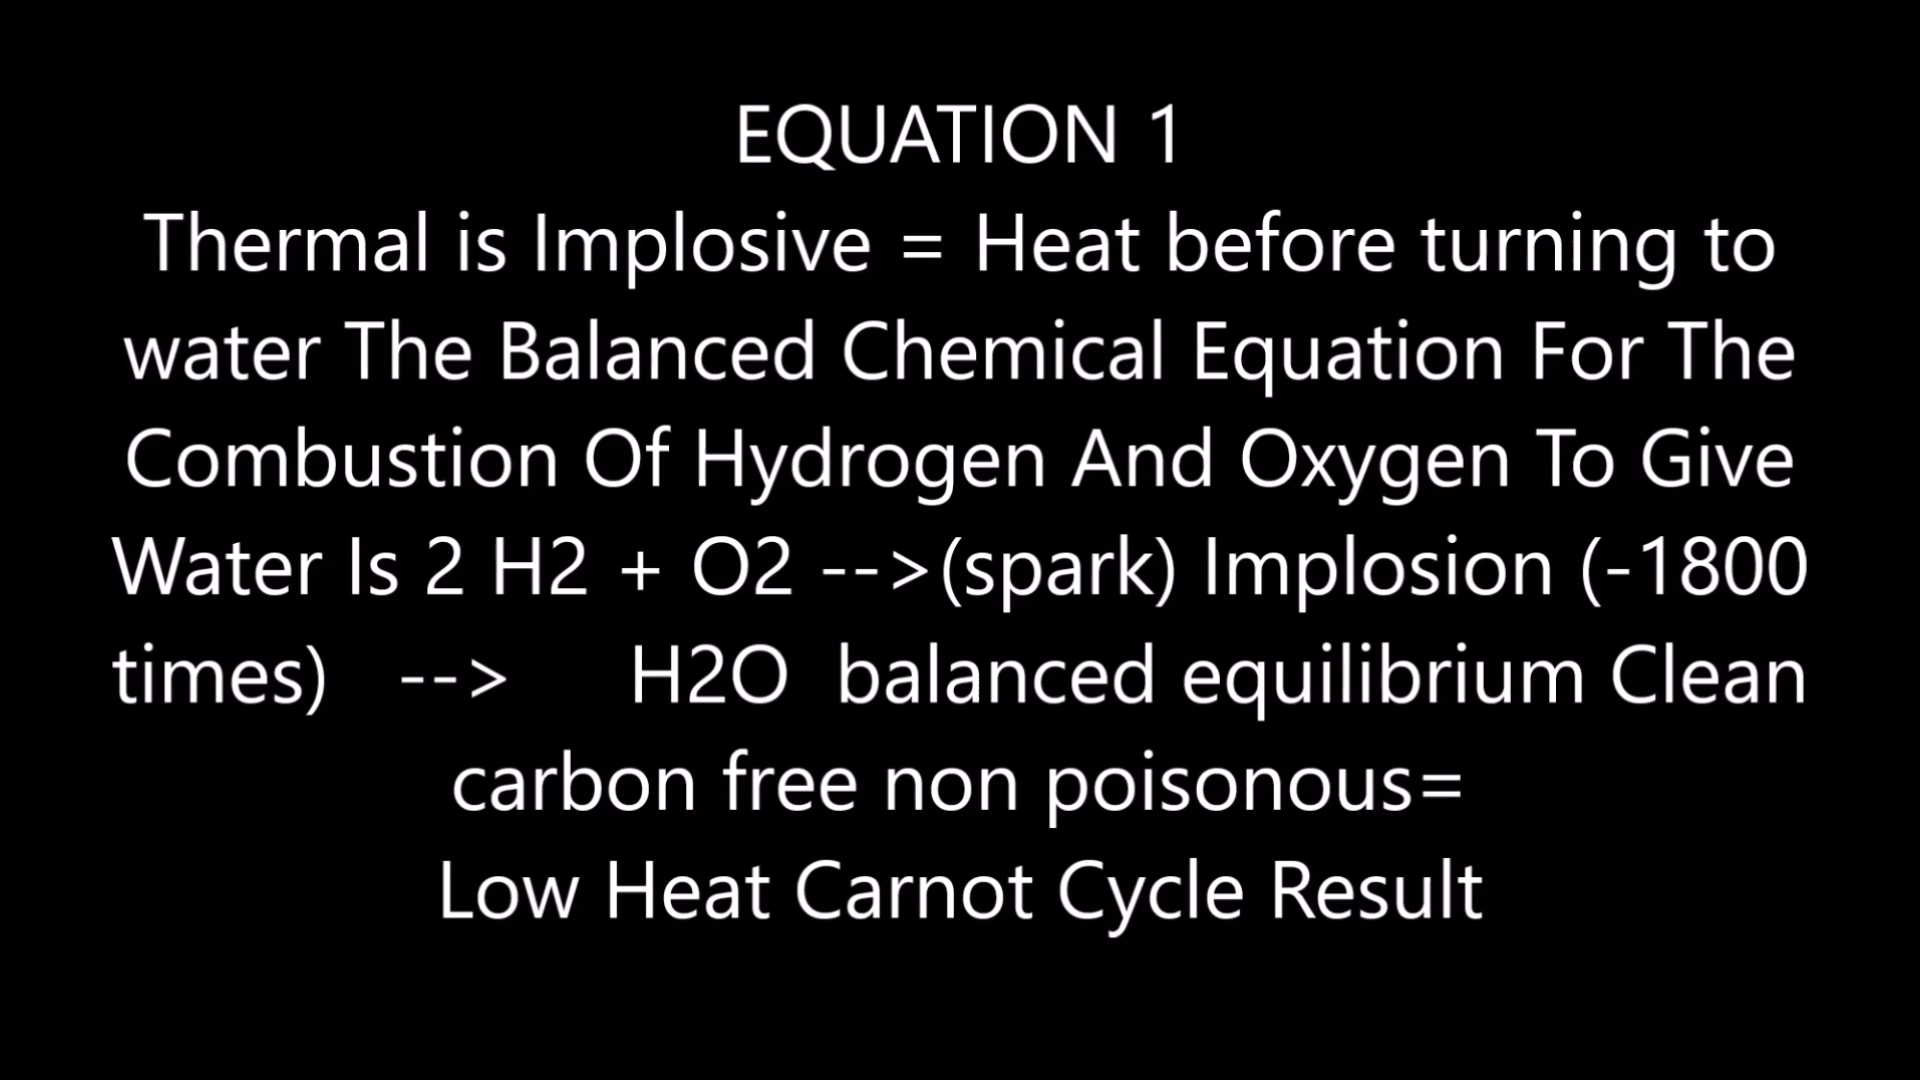 EQUATION 1
Thermal is Implosive = Heat before turning to
water The Balanced Chemical Equation For The
Combustion Of Hydrogen And Oxygen To Give
Water Is 2 H2 + O2 -->(spark) Implosion (-1800
times) --> H2O balanced equilibrium Clean
carbon free non poisonous=
Low Heat Carnot Cycle Result